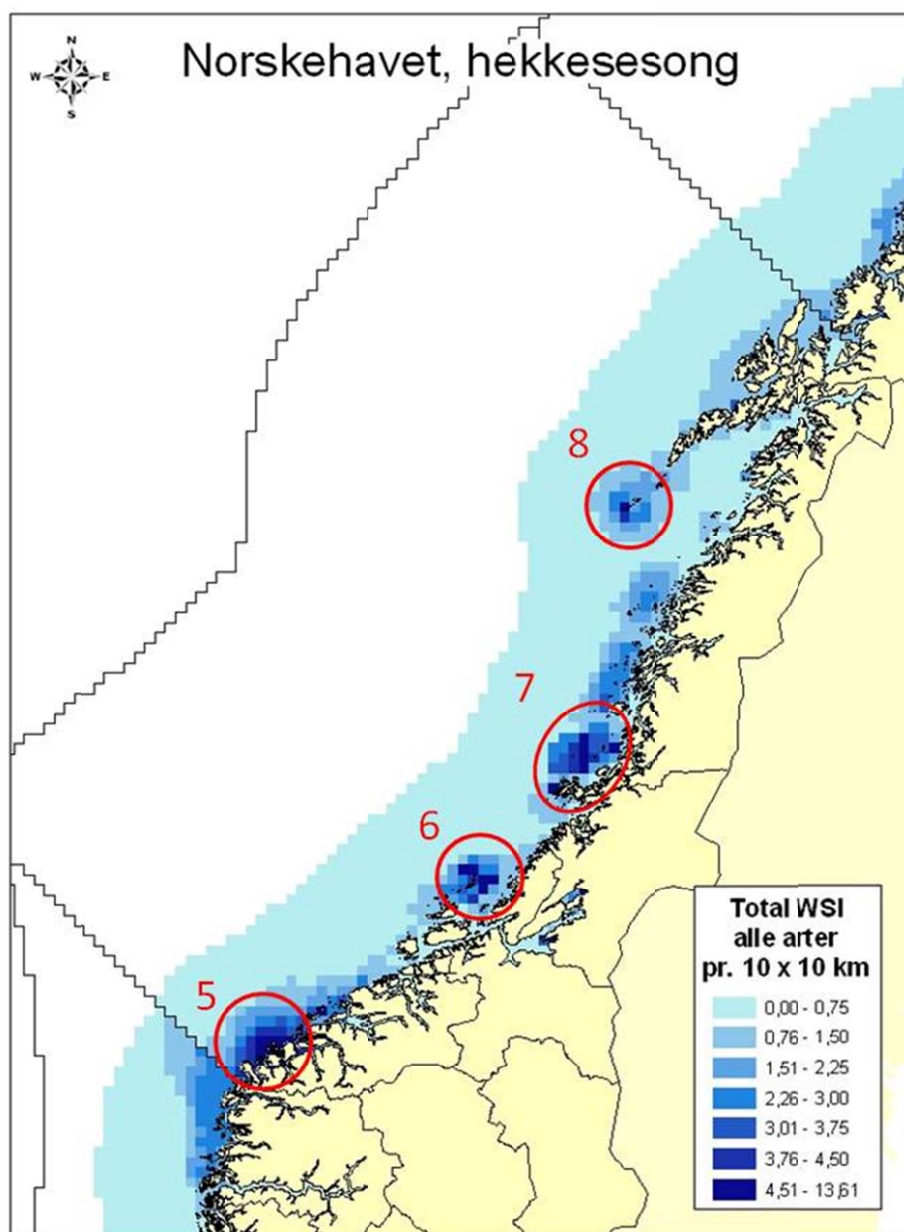 N
W E
S
Norskehavet, hekkesesong
8
7
6
5
Total WSI
alle arter
pr. 10 x 10 km
0,00 - 0,75
0,76 - 1,50
1,51 - 2,25
2,26 - 3,00
3,01 - 3,75
3,76 - 4,50
4,51 - 13,61